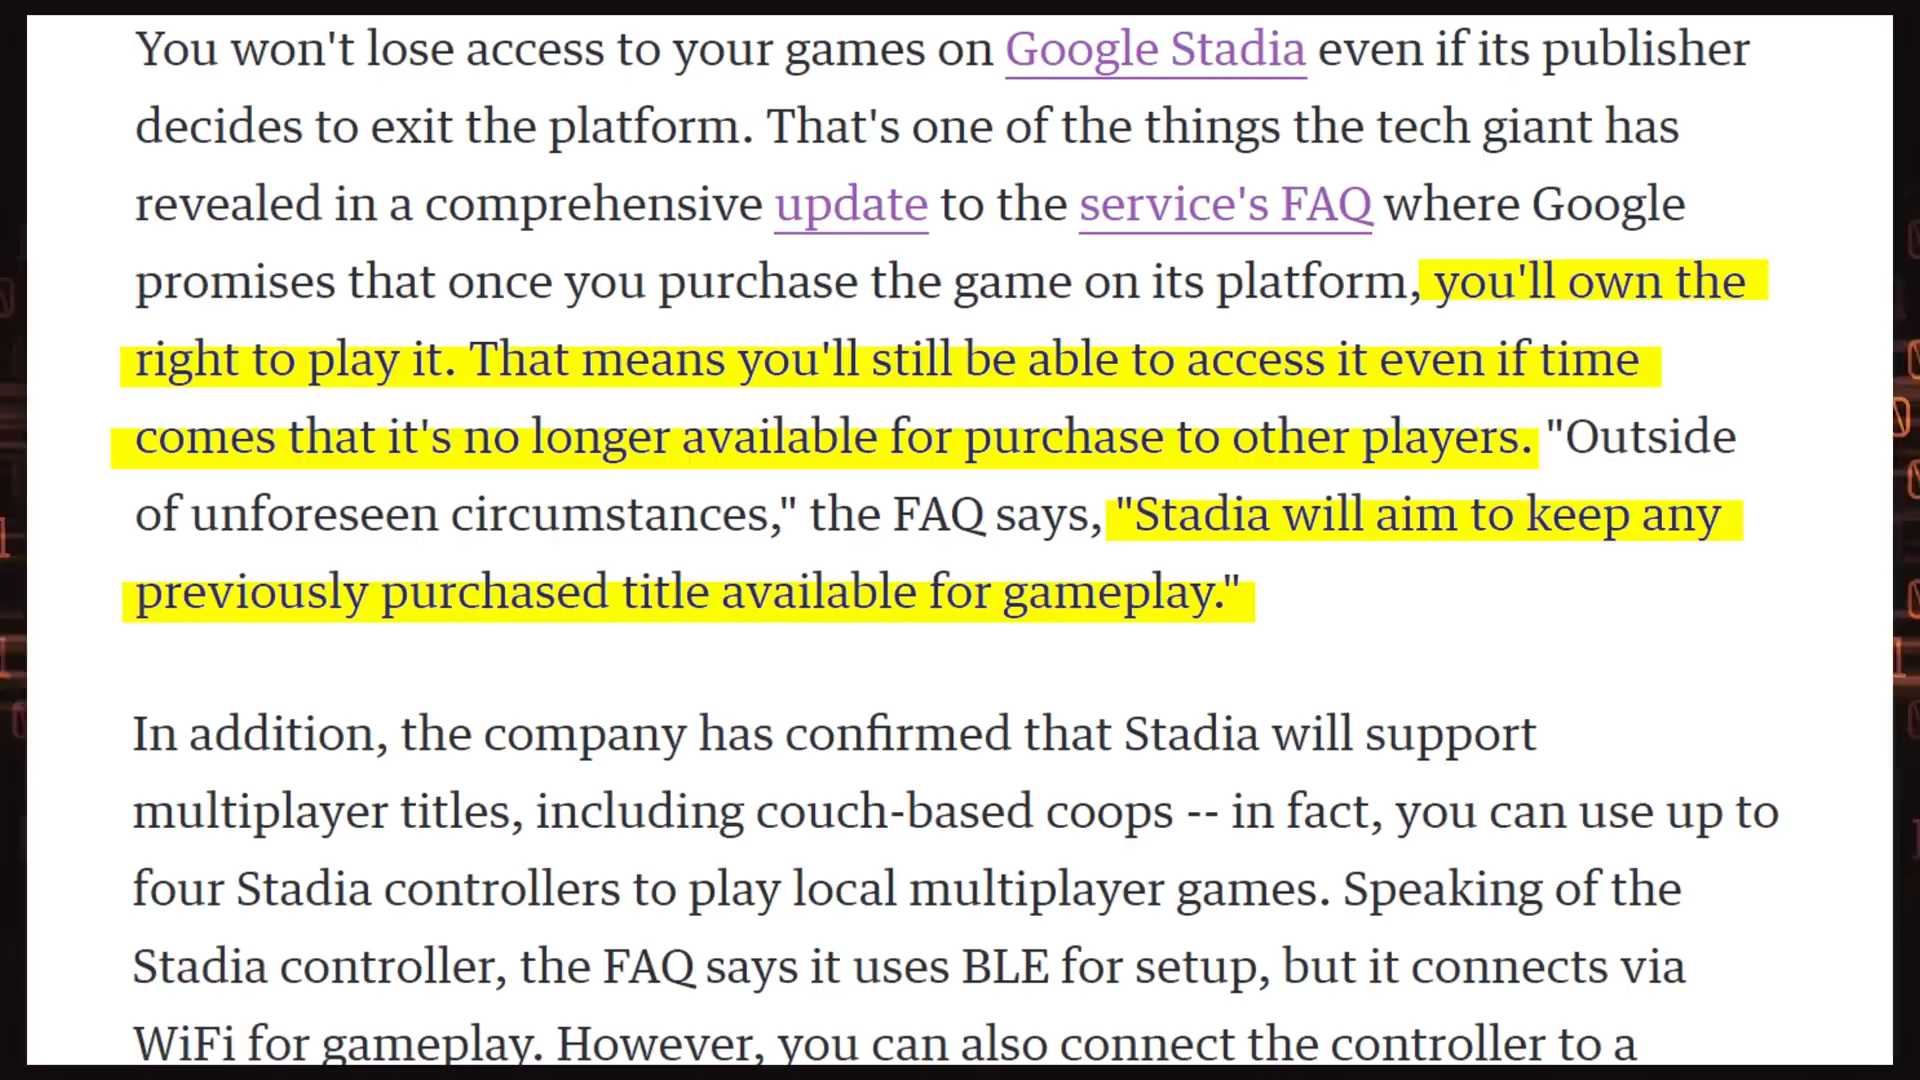 You won't lose access to your games on Google Stadia even if its publisher
decides to exit the platform. That's one of the things the tech giant has
revealed in a comprehensive update to the service's FAQ where Google
promises that once you purchase the game on its platform, you'll own the
right to play it. That means you'll still be able to access it even if time
comes that it's no longer available for purchase to other players. "Outside
of unforeseen circumstances," the FAQ says, "Stadia will aim to keep any
previously purchased title available for gameplay."
In addition, the company has confirmed that Stadia will support
multiplayer titles, including couch-based coops -- in fact, you can use up to
four Stadia controllers to play local multiplayer games. Speaking of the
Stadia controller, the FAQ says it uses BLE for setup, but it connects via
WiFi for gameplay. However, you can also connect the controller to a